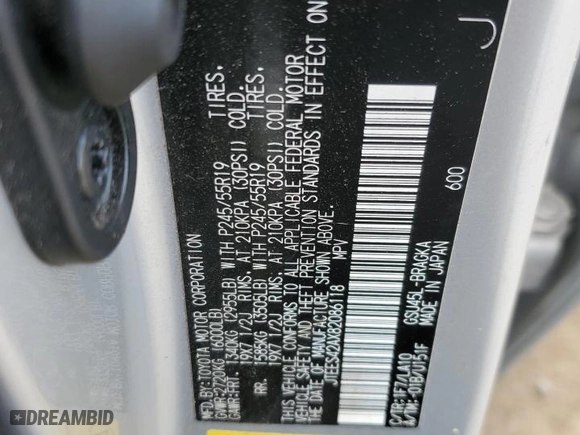 MFD. BY: TOYOTA MOTOR CORPORATION
GVWR: 2720KG (6000LB)
GAWR: FRT. 1340KG (2955LB) WITH P245/55R19 TIRES,
19X7 1/2J RIMS, AT 210KPA (30PSI) COLD.
RR. 1589KG (3505LB) WITH P245/55R19 TIRES,
19X7 1/2J RIMS, AT 210KPA (30PSI) COLD.
THIS VEHICLE CONFORMS TO ALL APPLICABLE FEDERAL MOTOR
VEHICLE SAFETY AND THEFT PREVENTION STANDARDS IN EFFECT ON
THE DATE OF MANUFACTURE SHOWN ABOVE.
JTEES42AX82086118 MPV
600
C/TR: 1F7/LA10 GSU45L-BRAGKA
A/TM: -01B/U151F MADE IN JAPAN
J
DREAMBID